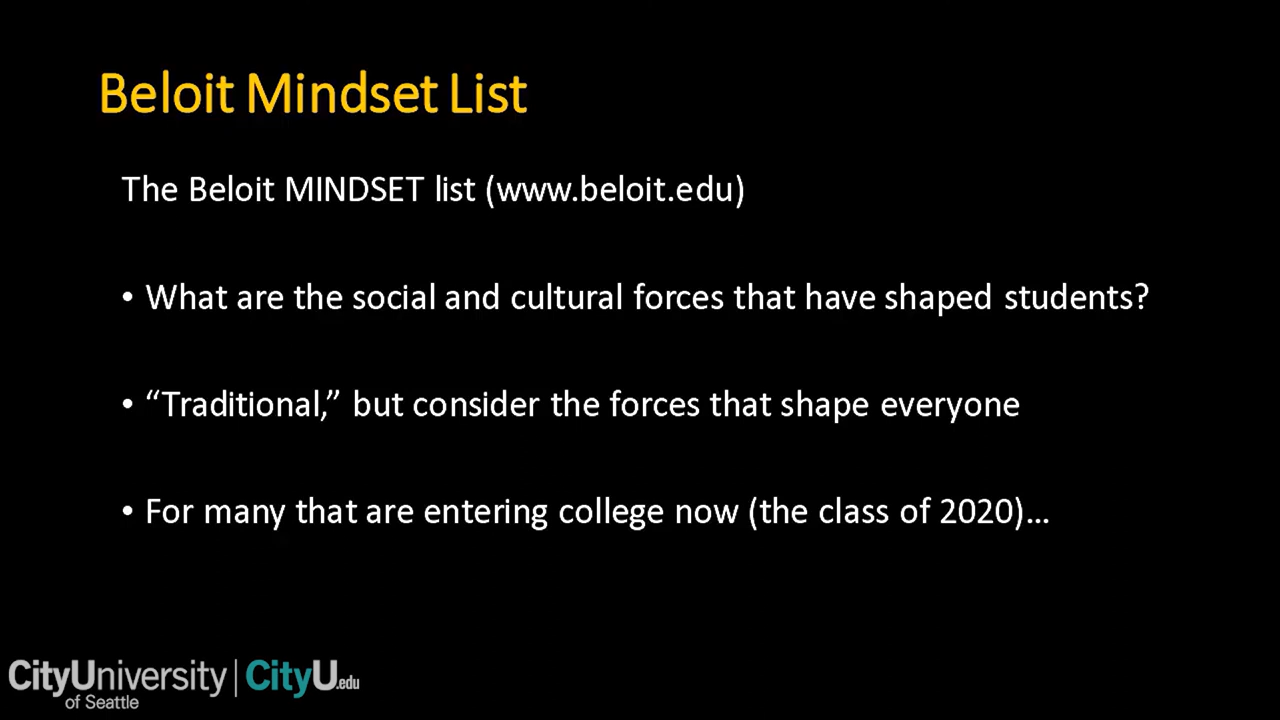 Beloit Mindset List
The Beloit MINDSET list (www.beloit.edu)
• What are the social and cultural forces that have shaped students?
• “Traditional,” but consider the forces that shape everyone
• For many that are entering college now (the class of 2020)…
CityUniversity | CityU.edu
of Seattle